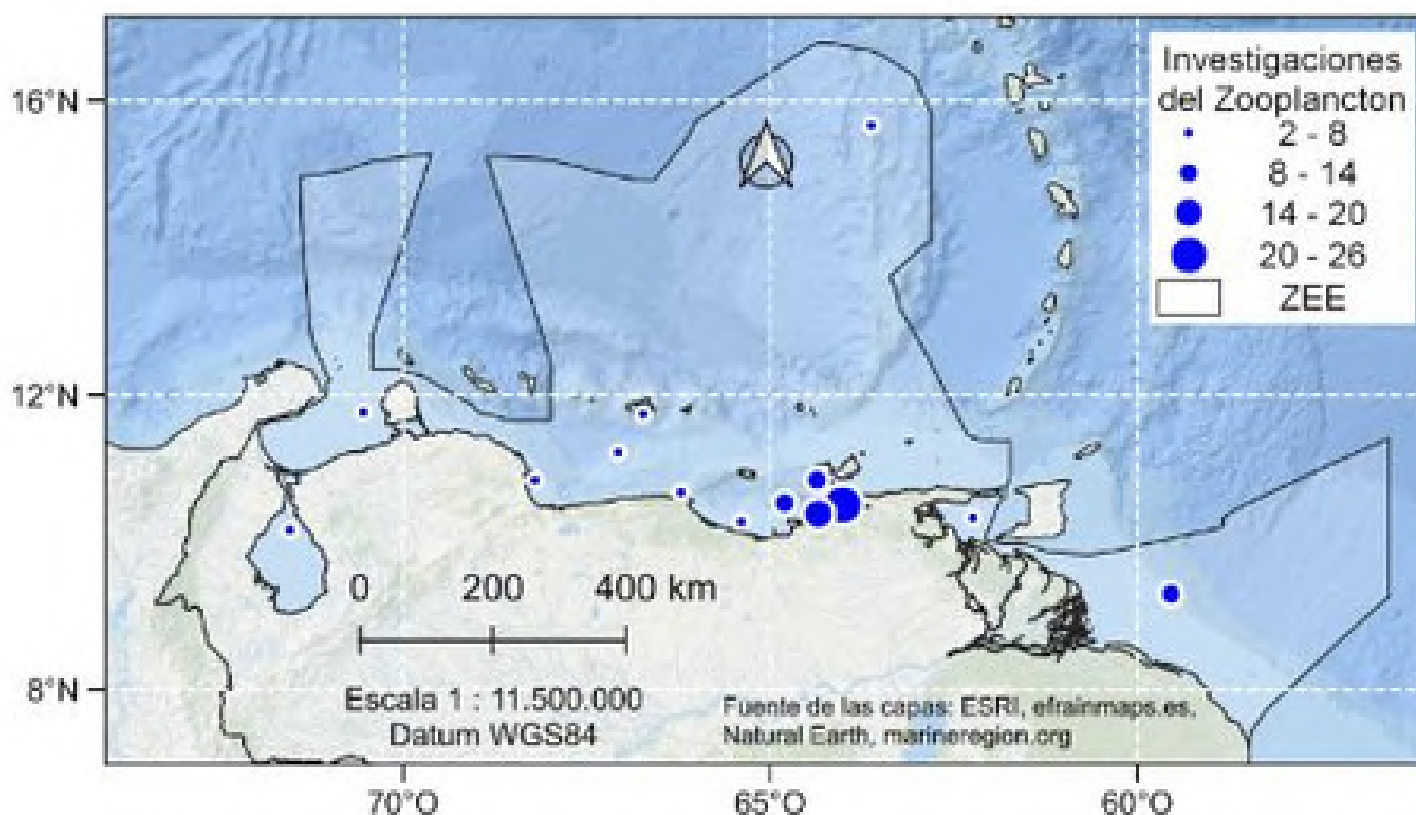 Investigaciones
del Zooplancton
2 - 8
8 - 14
14 - 20
20 - 26
ZEE
16°N
12°N
8°N
0 200 400 km
Escala 1 : 11.500.000
Datum WGS84
Fuente de las capas: ESRI, efrainmaps.es,
Natural Earth, marineregion.org
70°O 65°O 60°O